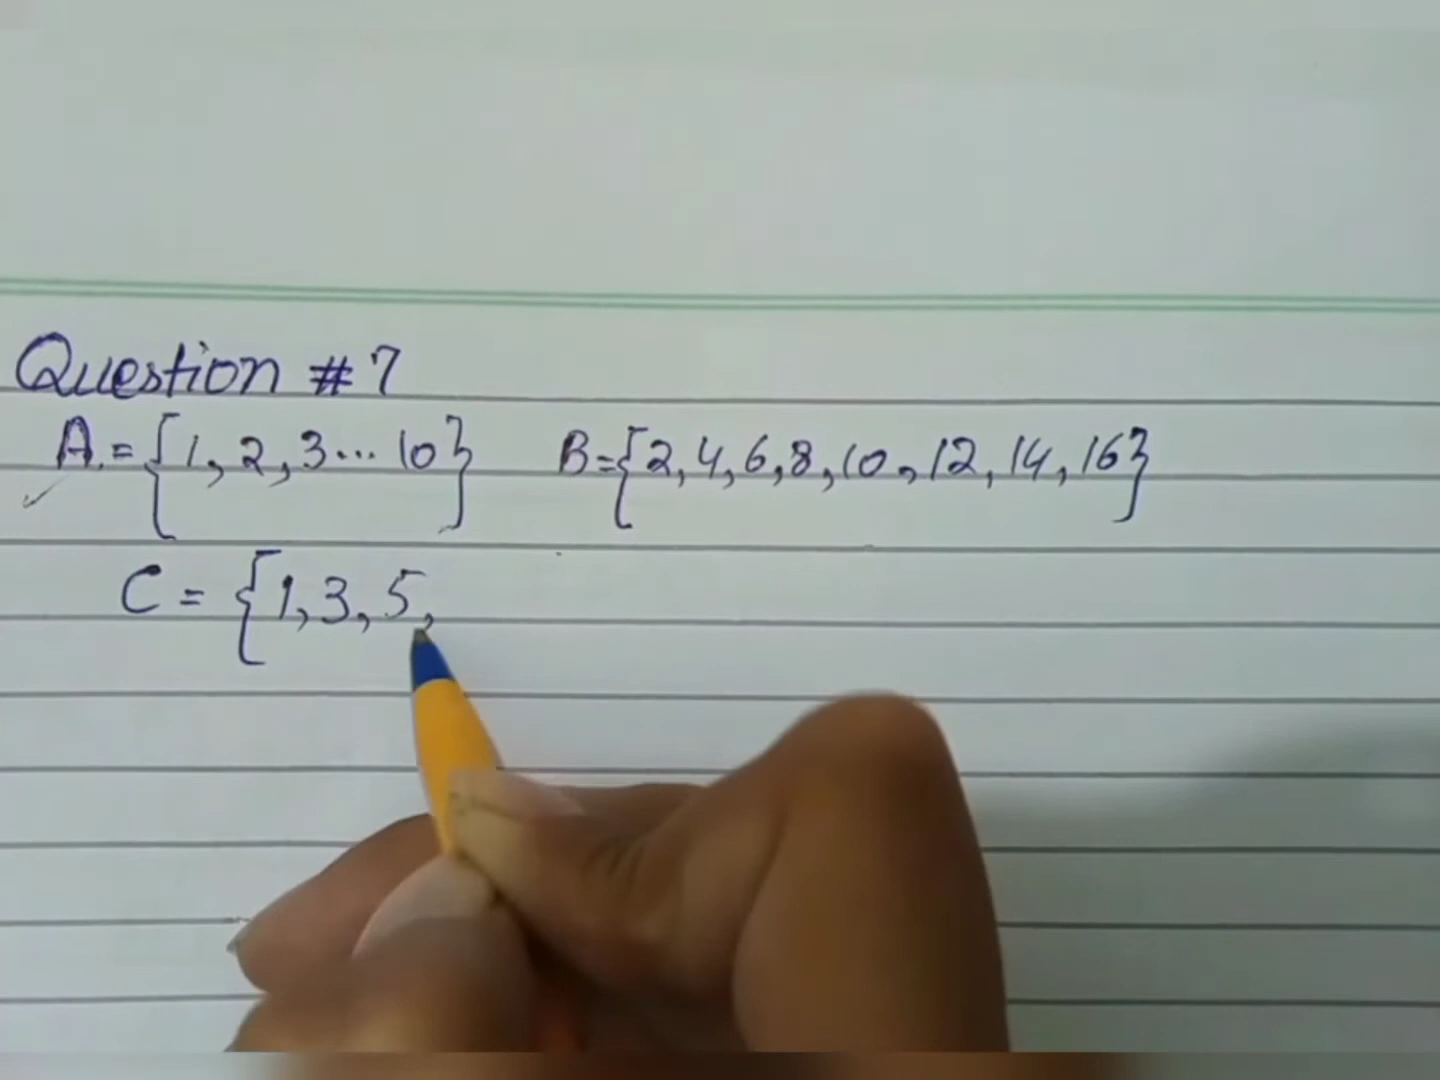 Question # 7
A = {1, 2, 3... 10} B = {2, 4, 6, 8, 10, 12, 14, 16}
C = {1, 3, 5,